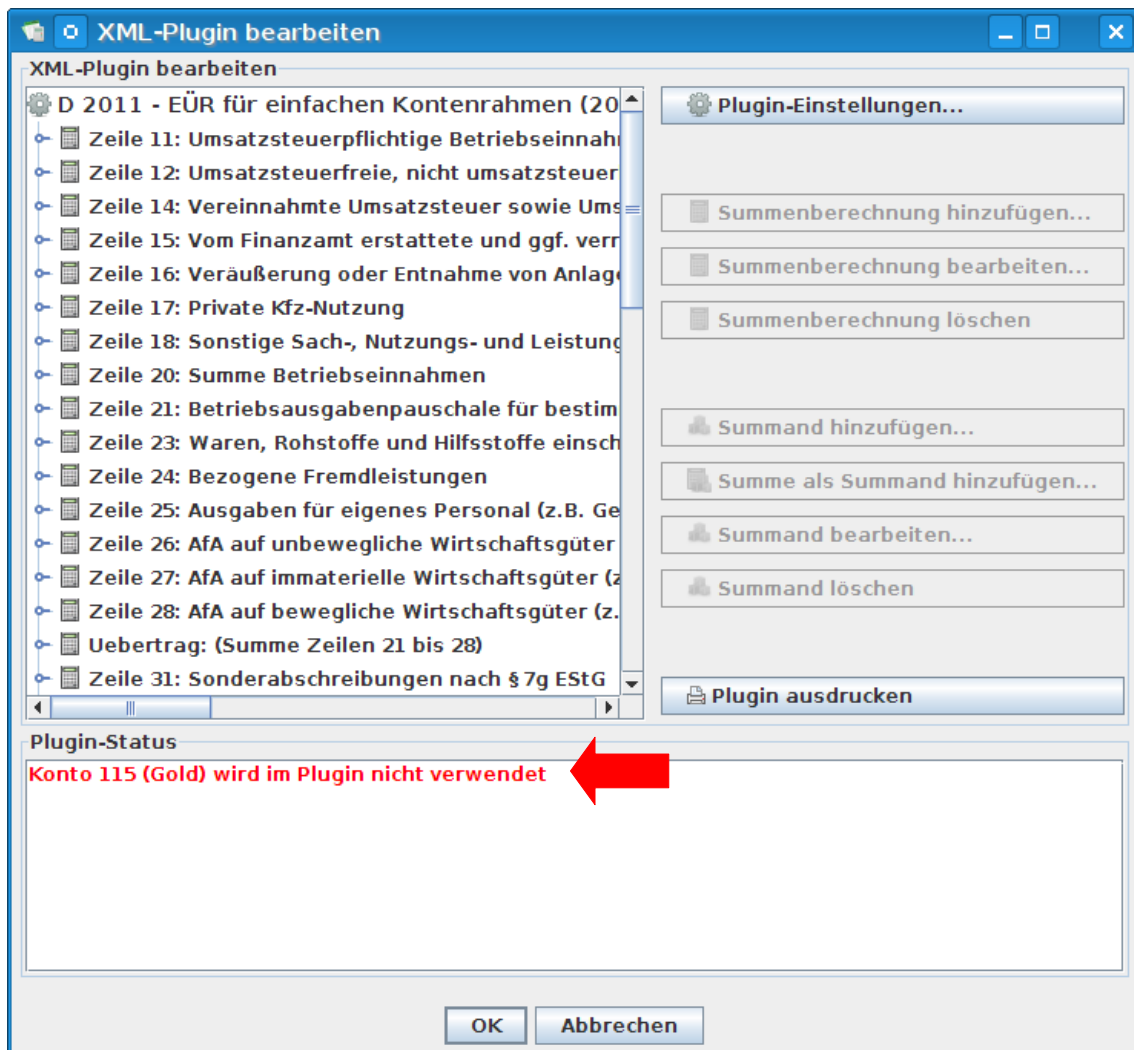 XML-Plugin bearbeiten
XML-Plugin bearbeiten
D 2011 - EÜR für einfachen Kontenrahmen (20
Zeile 11: Umsatzsteuerpflichtige Betriebseinnah
Zeile 12: Umsatzsteuerfreie, nicht umsatzsteuer
Zeile 14: Vereinnahmte Umsatzsteuer sowie Ums
Zeile 15: Vom Finanzamt erstattete und ggf. verr
Zeile 16: Veräußerung oder Entnahme von Anlage
Zeile 17: Private Kfz-Nutzung
Zeile 18: Sonstige Sach-, Nutzungs- und Leistung
Zeile 20: Summe Betriebseinnahmen
Zeile 21: Betriebsausgabenpauschale für bestim
Zeile 23: Waren, Rohstoffe und Hilfsstoffe einsch
Zeile 24: Bezogene Fremdleistungen
Zeile 25: Ausgaben für eigenes Personal (z.B. Ge
Zeile 26: AfA auf unbewegliche Wirtschaftsgüter
Zeile 27: AfA auf immaterielle Wirtschaftsgüter (z
Zeile 28: AfA auf bewegliche Wirtschaftsgüter (z.
Uebertrag: (Summe Zeilen 21 bis 28)
Zeile 31: Sonderabschreibungen nach § 7g EStG
Plugin-Einstellungen...
Summenberechnung hinzufügen...
Summenberechnung bearbeiten...
Summenberechnung löschen
Summand hinzufügen...
Summe als Summand hinzufügen...
Summand bearbeiten...
Summand löschen
Plugin ausdrucken
Plugin-Status
Konto 115 (Gold) wird im Plugin nicht verwendet
OK
Abbrechen